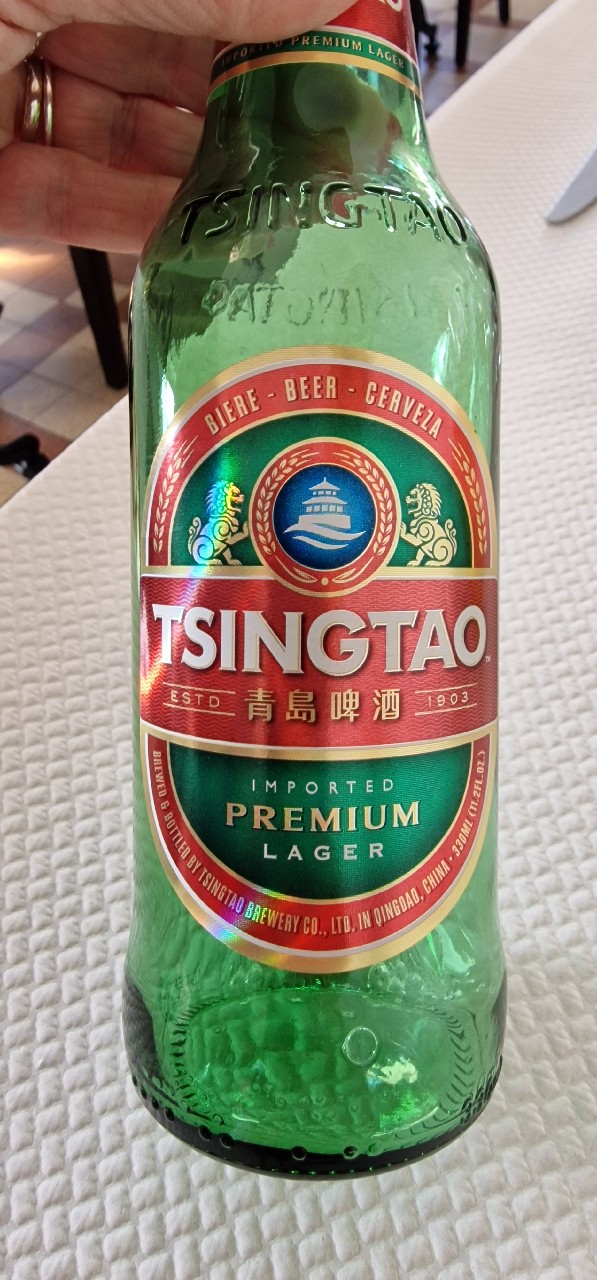 IMPORTED PREMIUM LAGER
TSINGTAO
BIERE - BEER - CERVEZA
TSINGTAO
ESTD 青島啤酒 1903
IMPORTED
PREMIUM
LAGER
BREWED & BOTTLED BY TSINGTAO BREWERY CO., LTD. IN QINGDAO, CHINA - 330ML (11.2FL.OZ.)